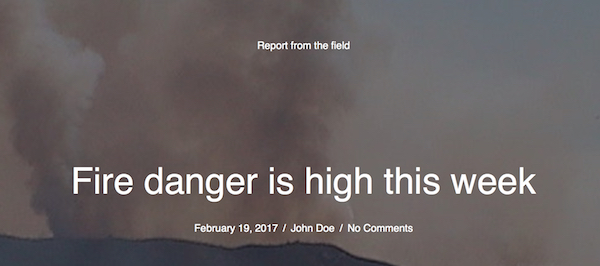 Report from the field
Fire danger is high this week
February 19, 2017 / John Doe / No Comments